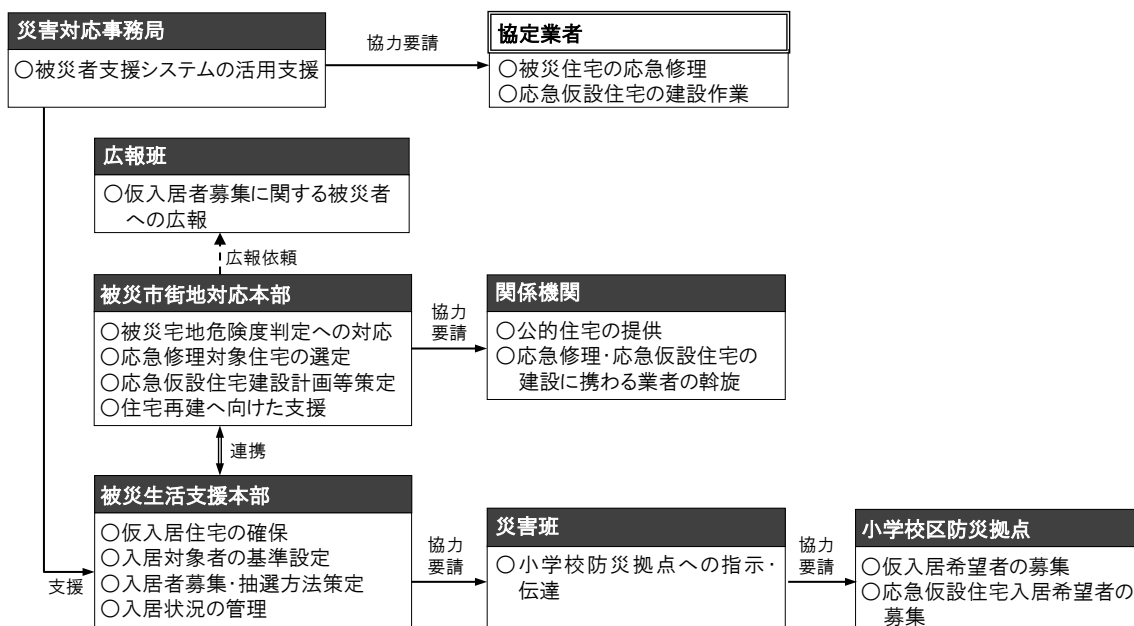 災害対応事務局
○被災者支援システムの活用支援
協力要請
協定業者
○被災住宅の応急修理
○応急仮設住宅の建設作業
広報班
○仮入居者募集に関する被災者
への広報
広報依頼
被災市街地対応本部
○被災宅地危険度判定への対応
○応急修理対象住宅の選定
○応急仮設住宅建設計画等策定
○住宅再建へ向けた支援
協力
要請
関係機関
○公的住宅の提供
○応急修理・応急仮設住宅の
建設に携わる業者の斡旋
連携
被災生活支援本部
○仮入居住宅の確保
○入居対象者の基準設定
○入居者募集・抽選方法策定
○入居状況の管理
支援
協力
要請
災害班
○小学校防災拠点への指示・
伝達
協力
要請
小学校区防災拠点
○仮入居希望者の募集
○応急仮設住宅入居希望者の
募集